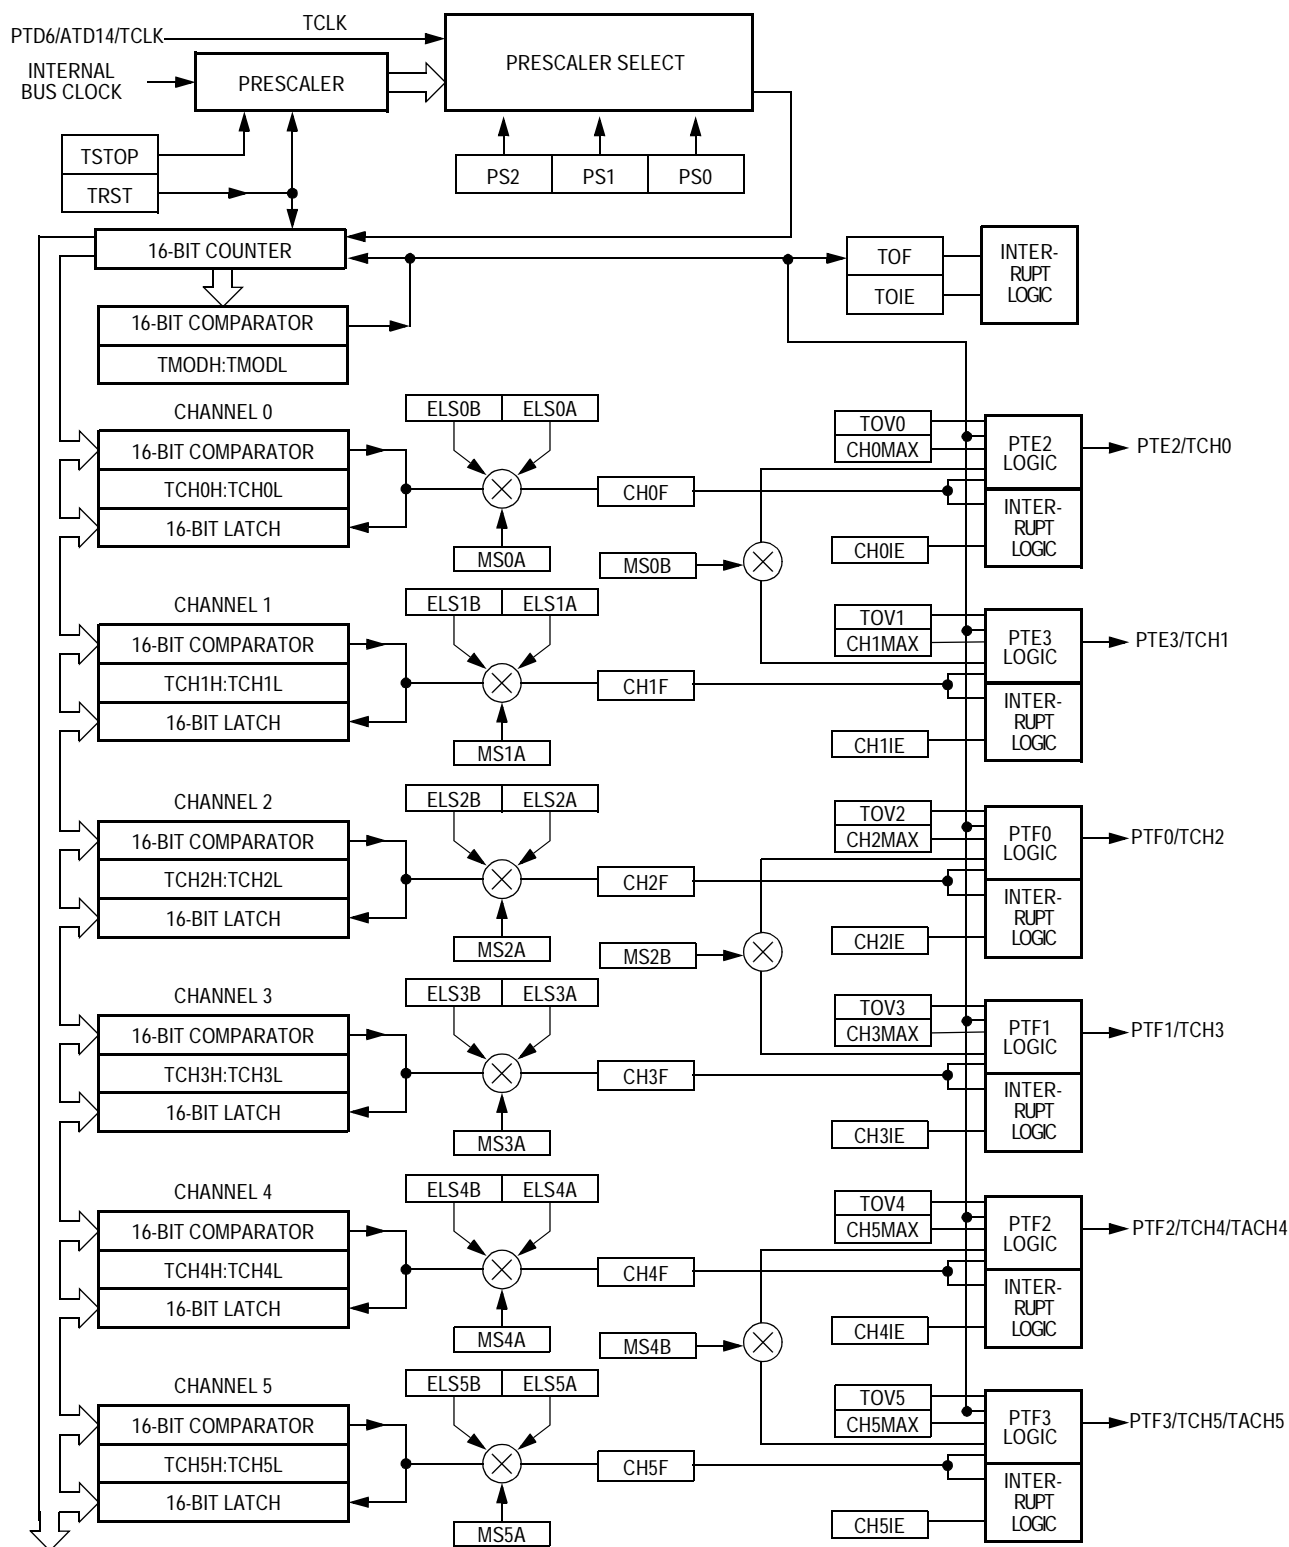 TCLK
PTD6/ATD14/TCLK
PRESCALER SELECT
INTERNAL
BUS CLOCK
PRESCALER
TSTOP
TRST
PS2 PS1 PS0
16-BIT COUNTER
TOF
TOIE
INTER-
RUPT
LOGIC
16-BIT COMPARATOR
TMODH:TMODL
CHANNEL 0
16-BIT COMPARATOR
TCH0H:TCH0L
16-BIT LATCH
ELS0B ELS0A
MS0A
CH0F
MS0B
TOV0
CH0MAX
CH0IE
PTE2
LOGIC
INTER-
RUPT
LOGIC
PTE2/TCH0
CHANNEL 1
16-BIT COMPARATOR
TCH1H:TCH1L
16-BIT LATCH
ELS1B ELS1A
MS1A
CH1F
TOV1
CH1MAX
CH1IE
PTE3
LOGIC
INTER-
RUPT
LOGIC
PTE3/TCH1
CHANNEL 2
16-BIT COMPARATOR
TCH2H:TCH2L
16-BIT LATCH
ELS2B ELS2A
MS2A
CH2F
MS2B
TOV2
CH2MAX
CH2IE
PTF0
LOGIC
INTER-
RUPT
LOGIC
PTF0/TCH2
CHANNEL 3
16-BIT COMPARATOR
TCH3H:TCH3L
16-BIT LATCH
ELS3B ELS3A
MS3A
CH3F
TOV3
CH3MAX
CH3IE
PTF1
LOGIC
INTER-
RUPT
LOGIC
PTF1/TCH3
CHANNEL 4
16-BIT COMPARATOR
TCH4H:TCH4L
16-BIT LATCH
ELS4B ELS4A
MS4A
CH4F
MS4B
TOV4
CH5MAX
CH4IE
PTF2
LOGIC
INTER-
RUPT
LOGIC
PTF2/TCH4/TACH4
CHANNEL 5
16-BIT COMPARATOR
TCH5H:TCH5L
16-BIT LATCH
ELS5B ELS5A
MS5A
CH5F
TOV5
CH5MAX
CH5IE
PTF3
LOGIC
INTER-
RUPT
LOGIC
PTF3/TCH5/TACH5